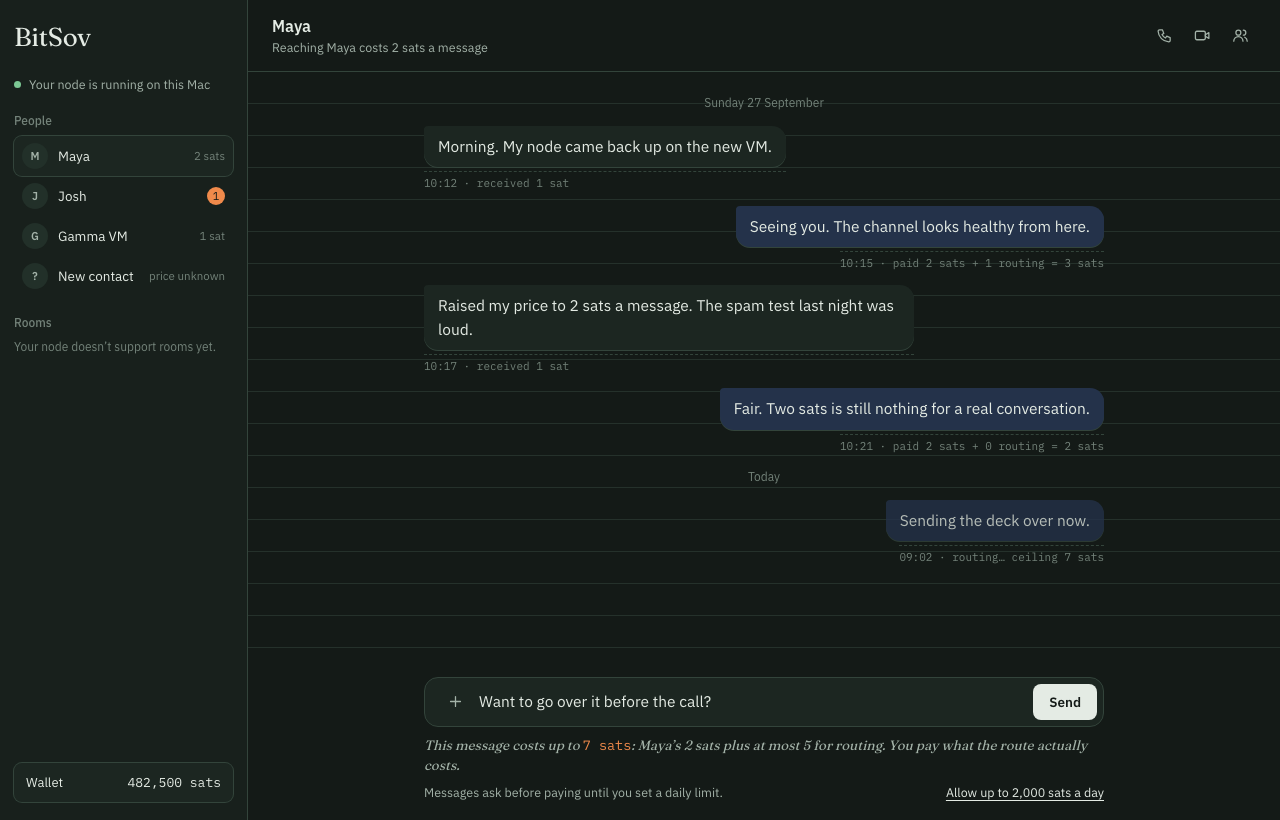 BitSov
Your node is running on this Mac
People
M Maya 2 sats
J Josh 1
G Gamma VM 1 sat
? New contact price unknown
Rooms
Your node doesn't support rooms yet.
Wallet 482,500 sats
Maya
Reaching Maya costs 2 sats a message
Sunday 27 September
Morning. My node came back up on the new VM.
10:12 · received 1 sat
Seeing you. The channel looks healthy from here.
10:15 · paid 2 sats + 1 routing = 3 sats
Raised my price to 2 sats a message. The spam test last night was
loud.
10:17 · received 1 sat
Fair. Two sats is still nothing for a real conversation.
10:21 · paid 2 sats + 0 routing = 2 sats
Today
Sending the deck over now.
09:02 · routing… ceiling 7 sats
Want to go over it before the call?
Send
This message costs up to 7 sats: Maya's 2 sats plus at most 5 for routing. You pay what the route actually
costs.
Messages ask before paying until you set a daily limit. Allow up to 2,000 sats a day